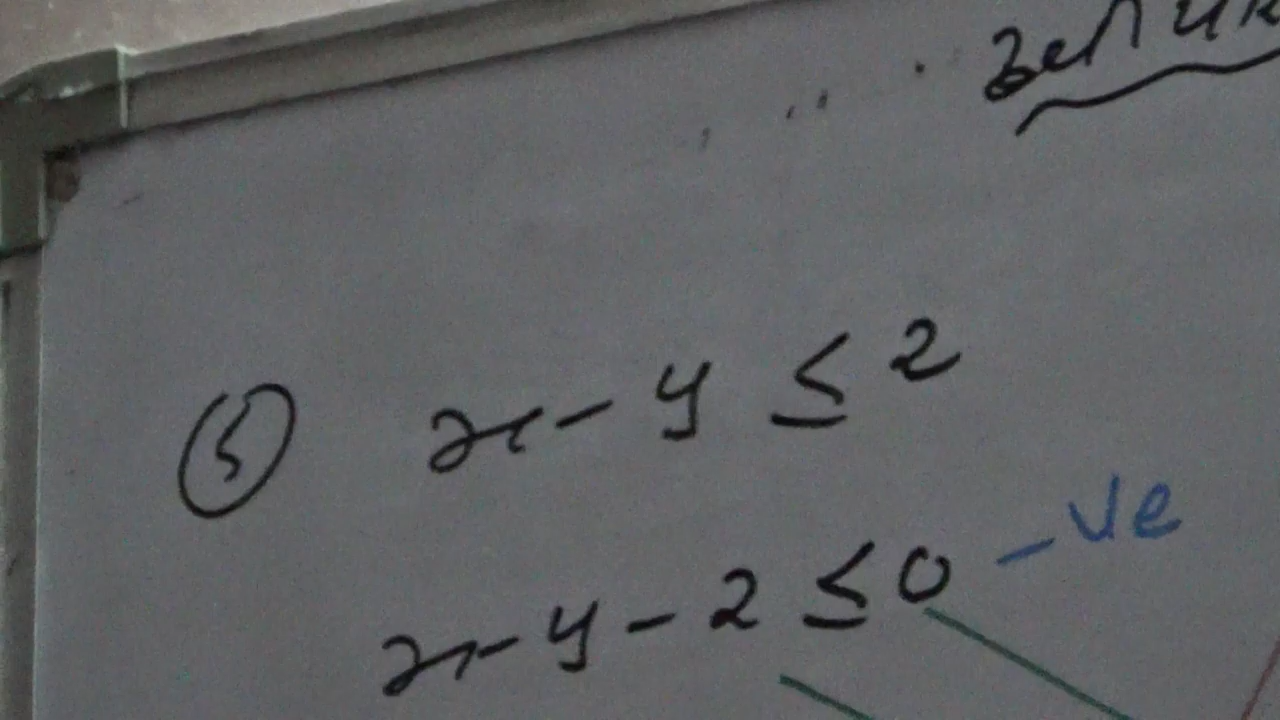 ⑤ x - y ≤ 2
x - y - 2 ≤ 0 -ve